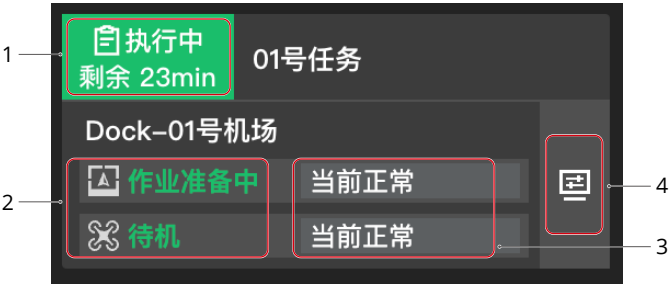 1
执行中
剩余 23min
01号任务
Dock-01号机场
2
作业准备中
当前正常
待机
当前正常
3
4